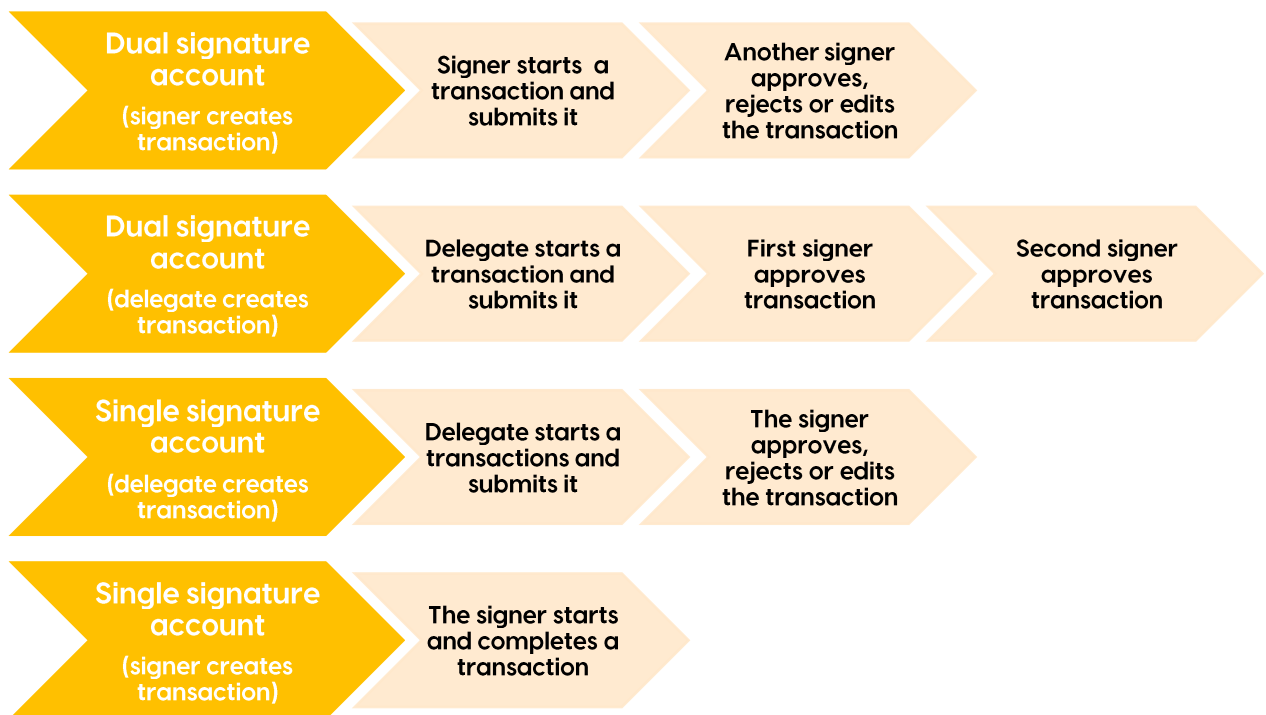 Dual signature
account
(signer creates
transaction)
Signer starts  a
transaction and
submits it
Another signer
approves,
rejects or edits
the transaction
Dual signature
account
(delegate creates
transaction)
Delegate starts a
transaction and
submits it
First signer
approves
transaction
Second signer
approves
transaction
Single signature
account
(delegate creates
transaction)
Delegate starts a
transactions and
submits it
The signer
approves,
rejects or edits
the transaction
Single signature
account
(signer creates
transaction)
The signer starts
and completes a
transaction